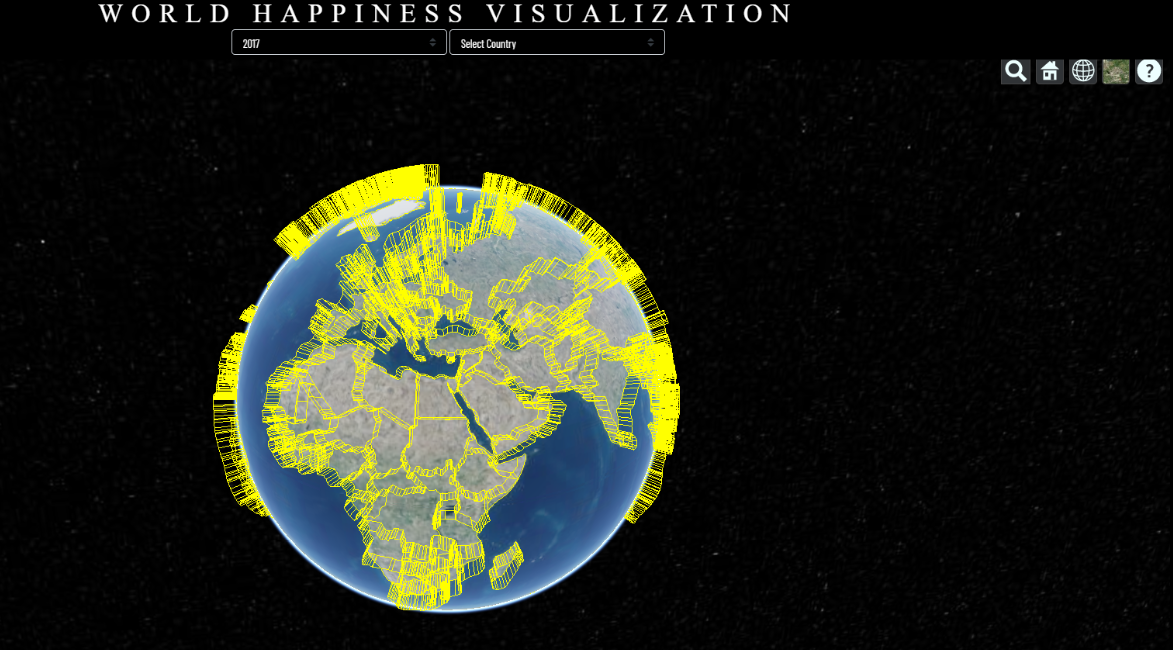 WORLD HAPPINESS VISUALIZATION
2017 Select Country
?